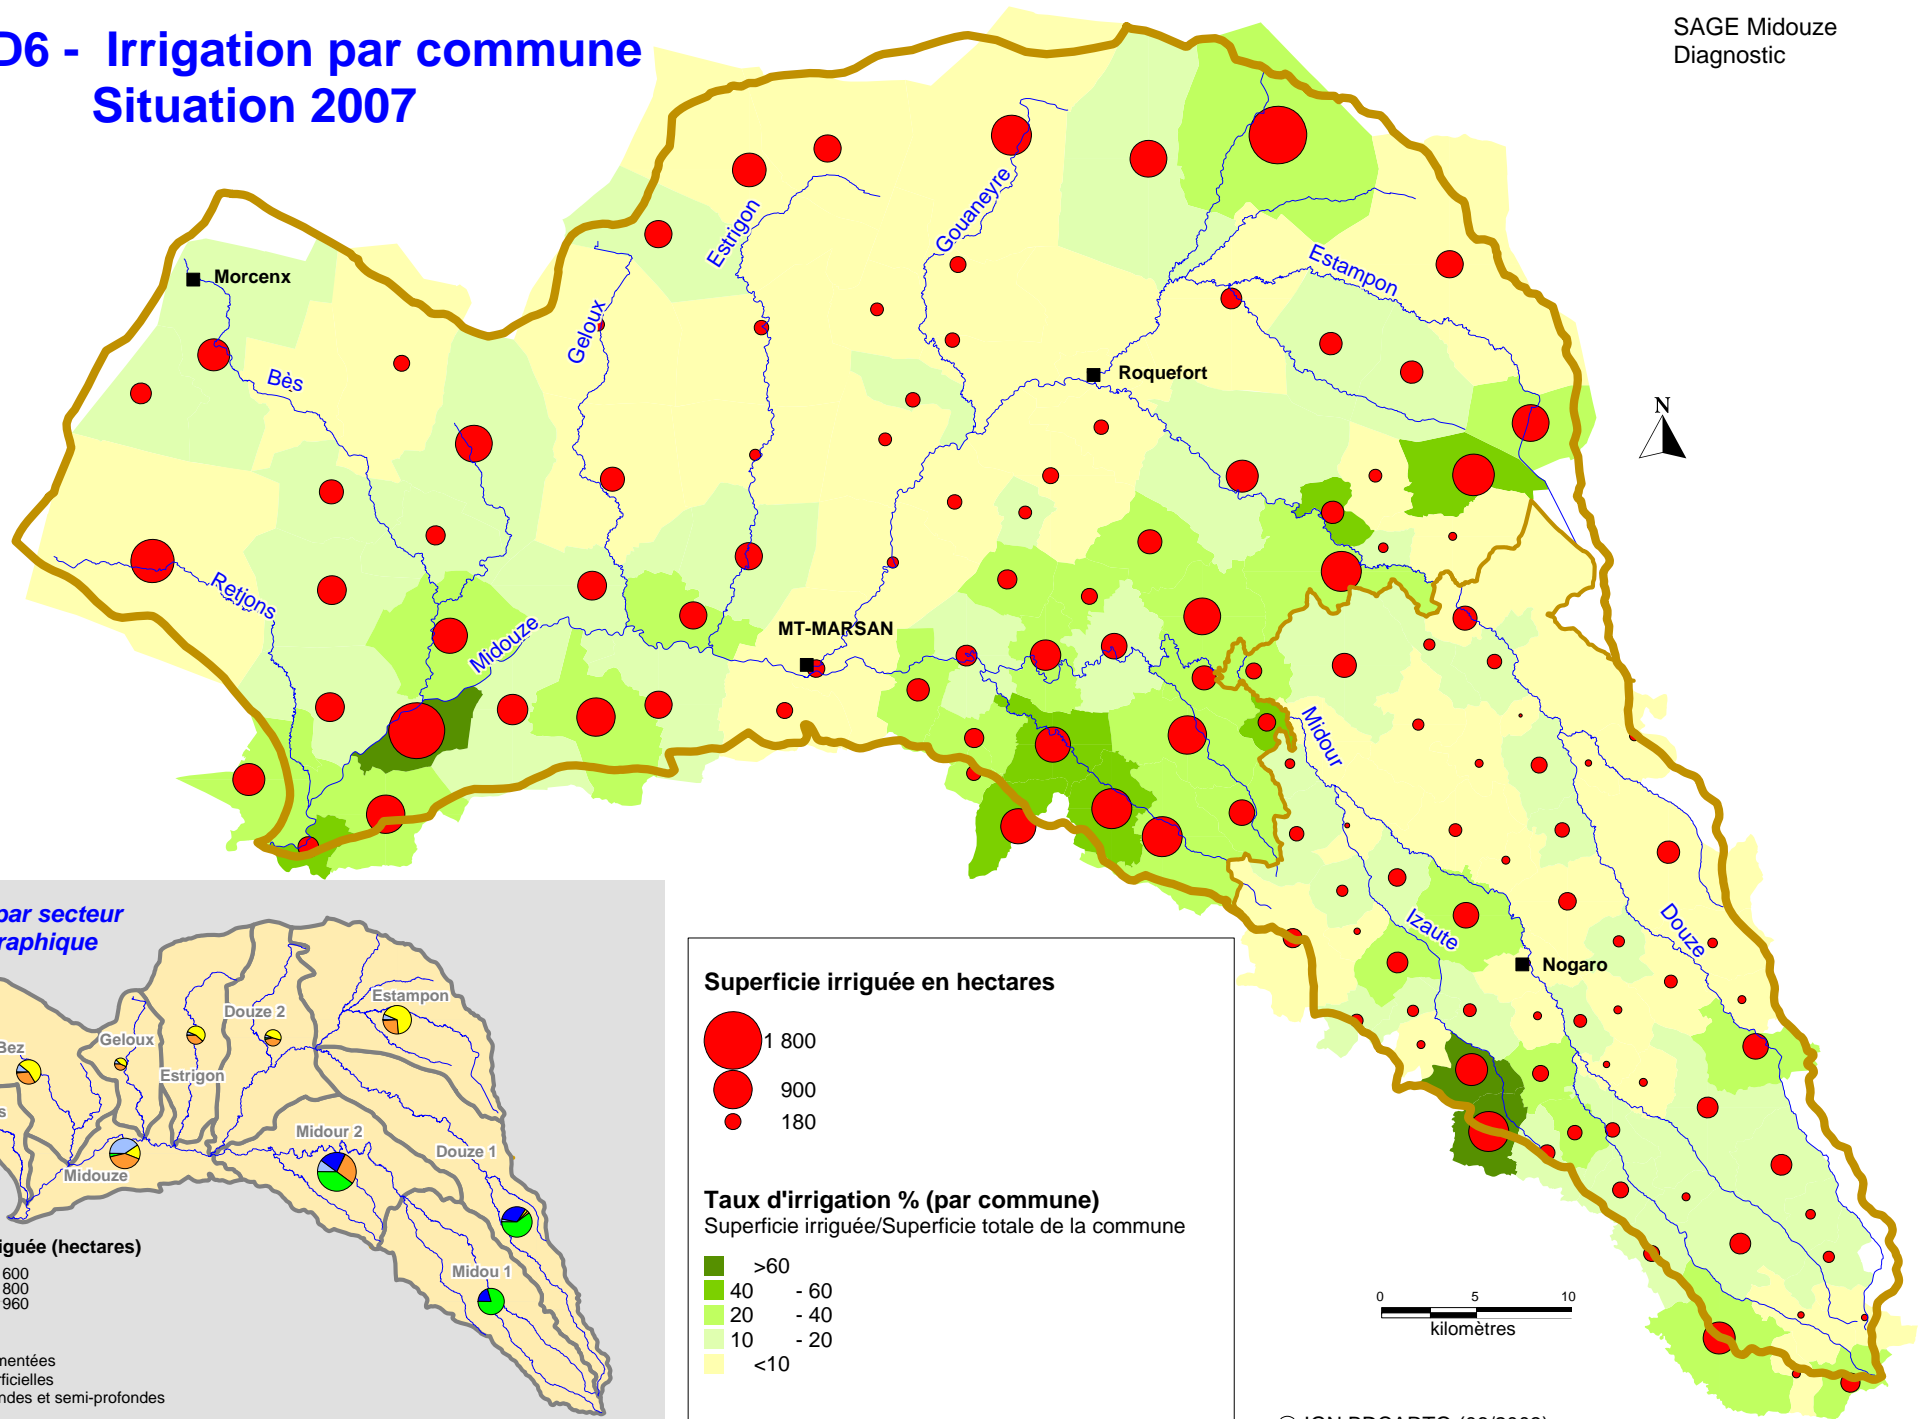 D6 - Irrigation par commune
Situation 2007
SAGE Midouze
Diagnostic
Morcenx
Bès
Retjons
Midouze
Geloux
Estrigon
Gouaneyre
Estampon
Roquefort
MT-MARSAN
N
Midour
Izaute
Nogaro
Douze
par secteur
raphique
Bez
s
Geloux
Estrigon
Douze 2
Estampon
Midouze
Midour 2
Douze 1
Midou 1
iguée (hectares)
600
800
960
mentées
rficielles
ndes et semi-profondes
Superficie irriguée en hectares
1 800
900
180
Taux d'irrigation % (par commune)
Superficie irriguée/Superficie totale de la commune
>60
40 - 60
20 - 40
10 - 20
<10
0 5 10
kilomètres